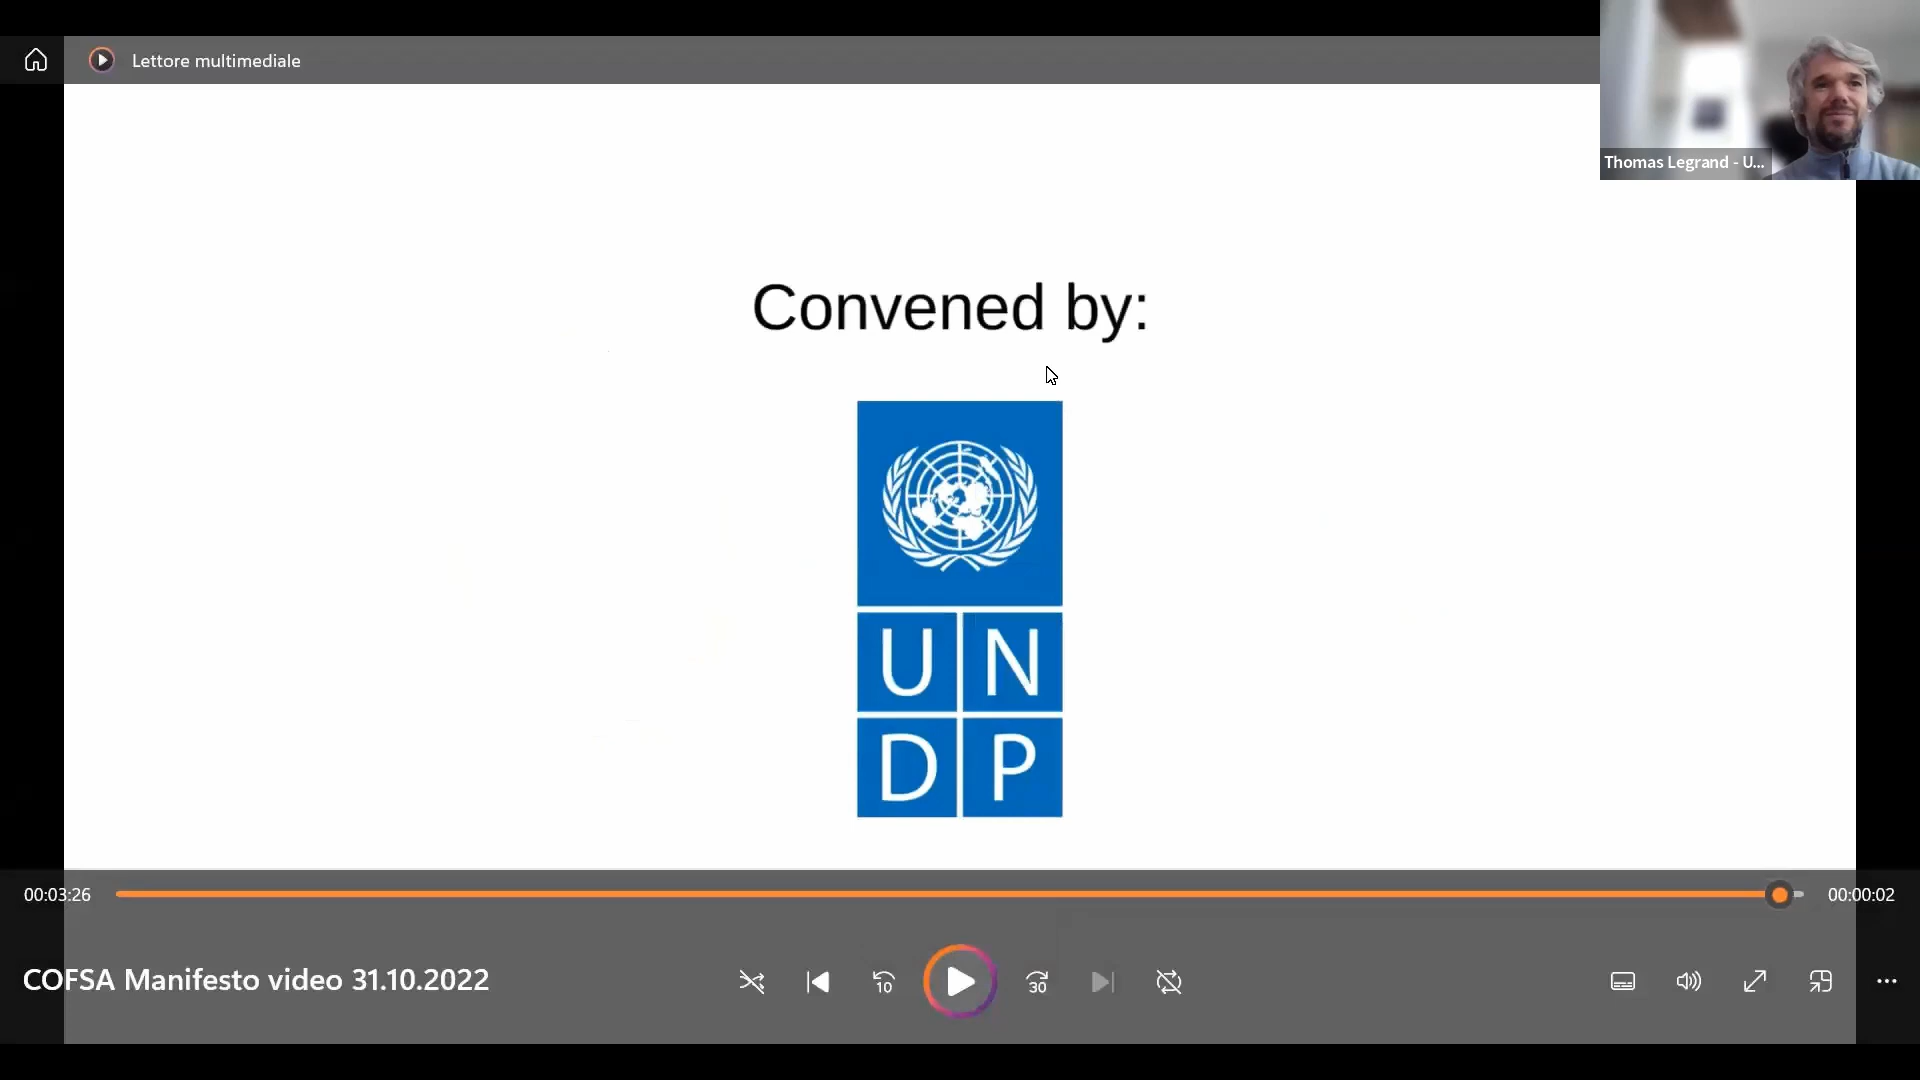 Lettore multimediale
Thomas Legrand - U...
Convened by:
U N
D P
00:03:26
00:00:02
COFSA Manifesto video 31.10.2022
10
30